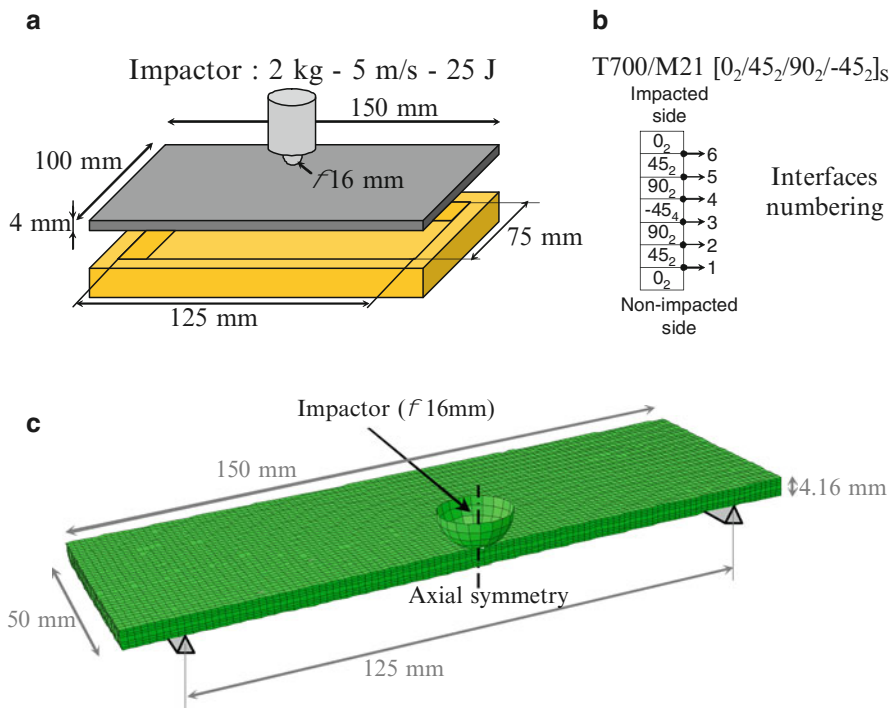 a
Impactor : 2 kg - 5 m/s - 25 J
150 mm
100 mm
ƒ16 mm
4 mm
75 mm
125 mm
b
T700/M21 [0₂/45₂/90₂/-45₂]s
Impacted
side
0₂
6
45₂
5
90₂
4
-45₄
3
90₂
2
45₂
1
0₂
Non-impacted
side
Interfaces
numbering
c
Impactor (ƒ 16mm)
150 mm
4.16 mm
50 mm
Axial symmetry
125 mm